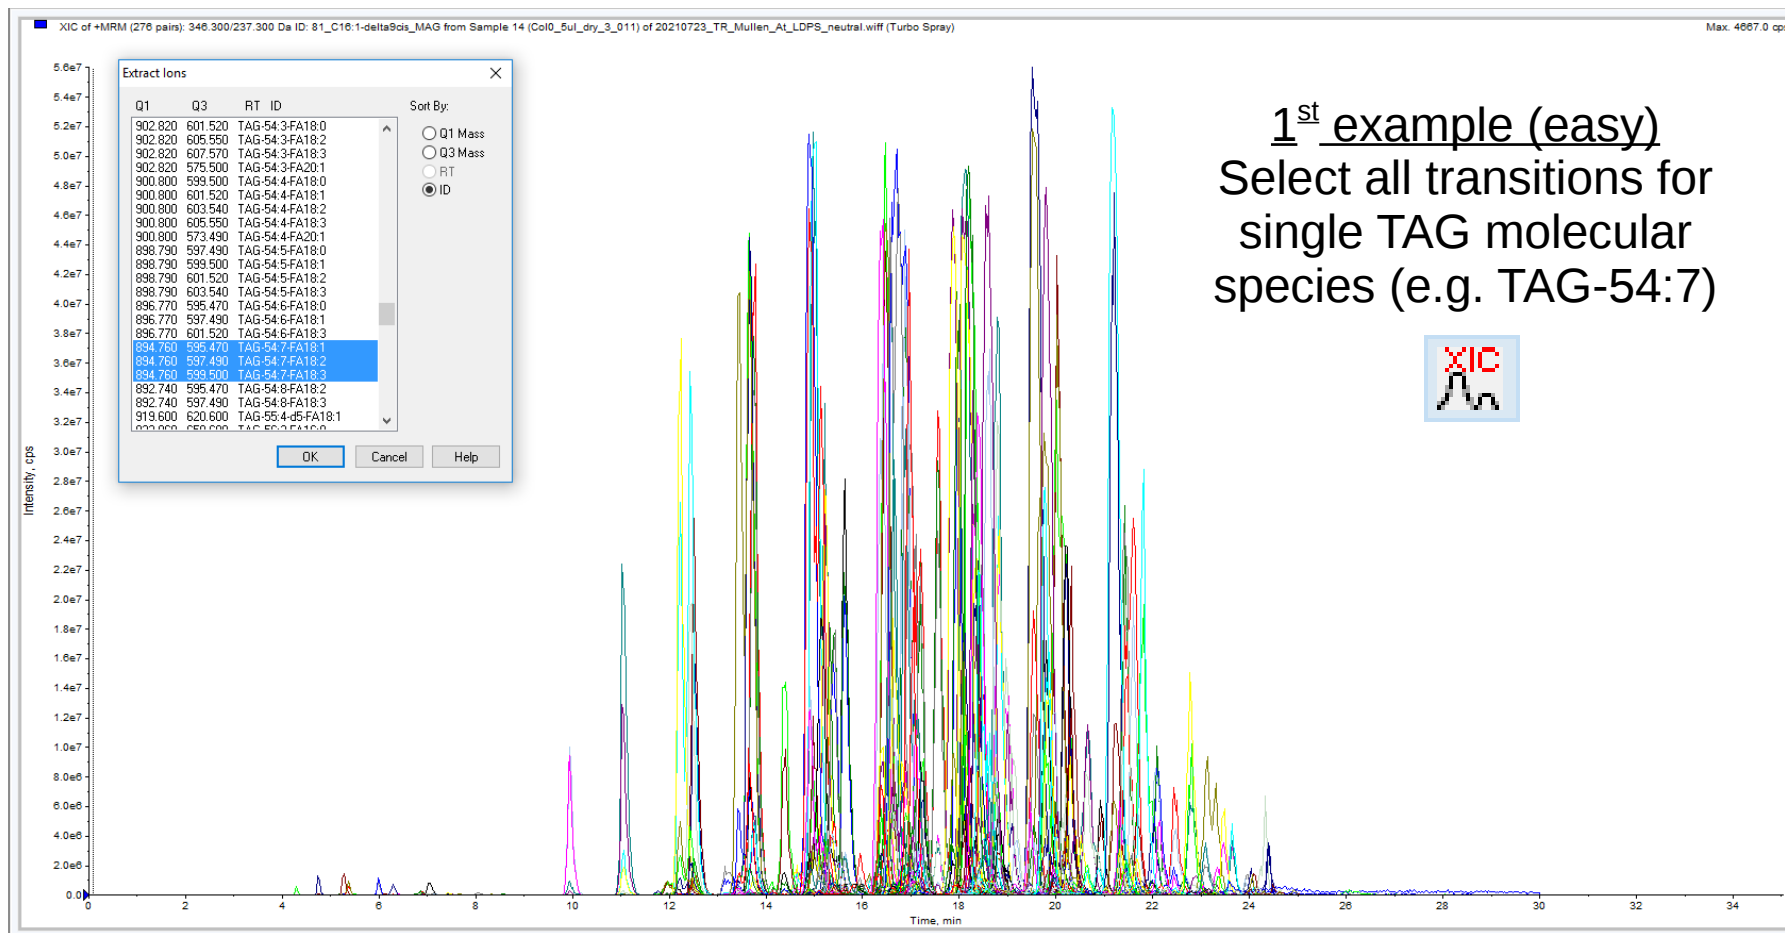 XIC of +MRM (276 pairs): 346.300/237.300 Da ID: 81_C16:1-delta9cis_MAG from Sample 14 (Col0_5ul_dry_3_011) of 20210723_TR_Mullen_At_LDPS_neutral.wiff (Turbo Spray)
Max. 4667.0 cps
Extract Ions
Q1 Q3 RT ID
Sort By:
902.820 601.520 TAG-54:3-FA18:0
902.820 605.550 TAG-54:3-FA18:2
902.820 607.570 TAG-54:3-FA18:3
902.820 575.500 TAG-54:3-FA20:1
900.800 599.500 TAG-54:4-FA18:0
900.800 601.520 TAG-54:4-FA18:1
900.800 603.540 TAG-54:4-FA18:2
900.800 605.550 TAG-54:4-FA18:3
900.800 573.490 TAG-54:4-FA20:1
898.790 597.490 TAG-54:5-FA18:0
898.790 599.500 TAG-54:5-FA18:1
898.790 601.520 TAG-54:5-FA18:2
898.790 603.540 TAG-54:5-FA18:3
896.770 595.470 TAG-54:6-FA18:0
896.770 597.490 TAG-54:6-FA18:1
896.770 601.520 TAG-54:6-FA18:3
894.760 595.470 TAG-54:7-FA18:1
894.760 597.490 TAG-54:7-FA18:2
894.760 599.500 TAG-54:7-FA18:3
892.740 595.470 TAG-54:8-FA18:2
892.740 597.490 TAG-54:8-FA18:3
919.600 620.600 TAG-55:4-d5-FA18:1
Q1 Mass
Q3 Mass
RT
ID
OK Cancel Help
1st example (easy)
Select all transitions for
single TAG molecular
species (e.g. TAG-54:7)
XIC
Intensity, cps
5.6e7
5.4e7
5.2e7
5.0e7
4.8e7
4.6e7
4.4e7
4.2e7
4.0e7
3.8e7
3.6e7
3.4e7
3.2e7
3.0e7
2.8e7
2.6e7
2.4e7
2.2e7
2.0e7
1.8e7
1.6e7
1.4e7
1.2e7
1.0e7
8.0e6
6.0e6
4.0e6
2.0e6
0.0
0 2 4 6 8 10 12 14 16 18 20 22 24 26 28 30 32 34
Time, min